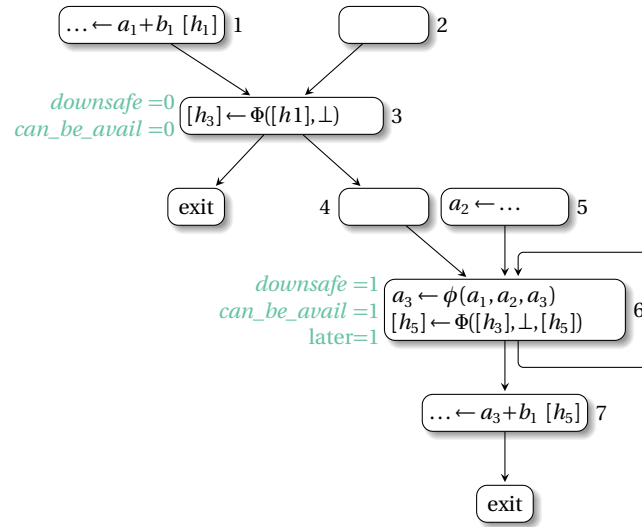 … ← a₁+b₁ [h₁] 1
2
downsafe =0
can_be_avail =0
[h₃] ← Φ([h1],⊥) 3
exit
4
a₂ ← … 5
downsafe =1
can_be_avail =1
later=1
a₃ ← ϕ(a₁,a₂,a₃)
[h₅] ← Φ([h₃],⊥,[h₅])
6
… ← a₃+b₁ [h₅] 7
exit